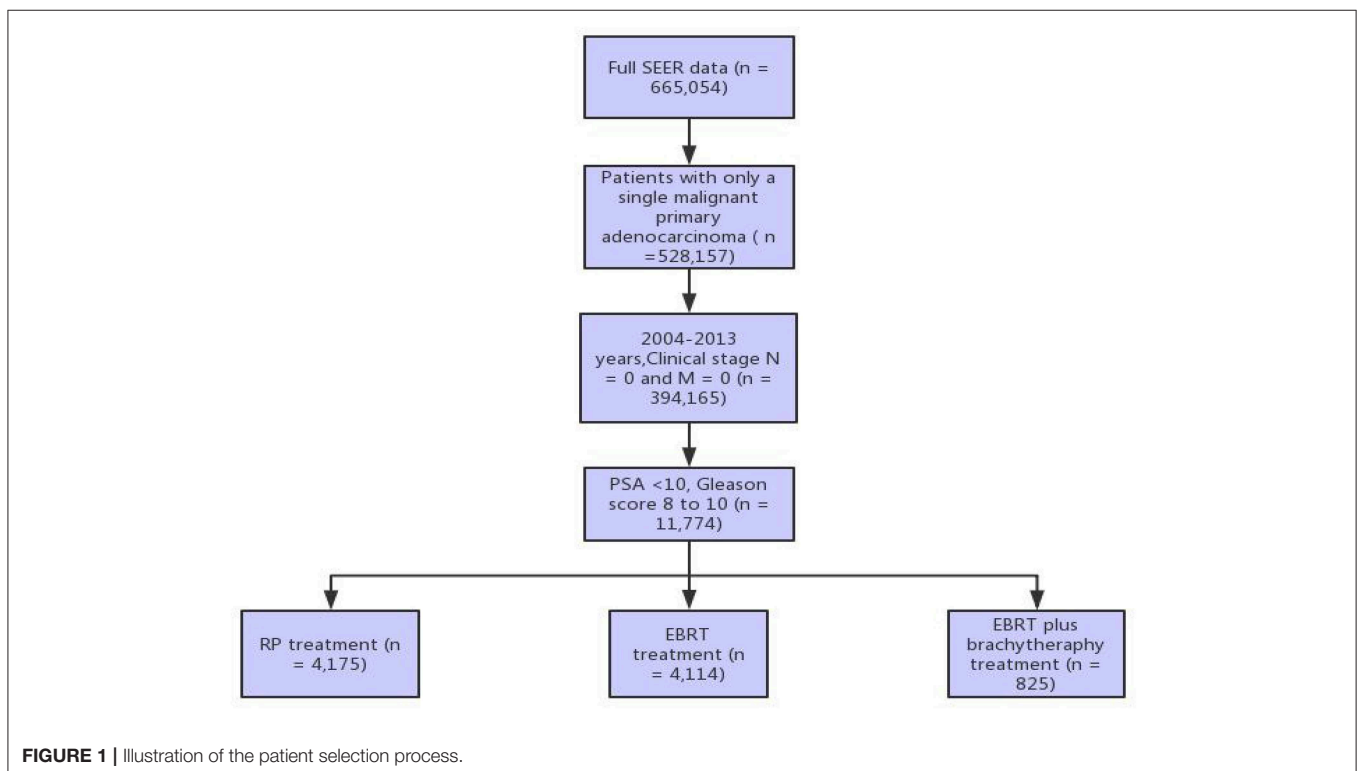 Full SEER data (n =
665,054)
Patients with only a
single malignant
primary
adenocarcinoma ( n
=528,157)
2004-2013
years,Clinical stage N
= 0 and M = 0 (n =
394,165)
PSA <10, Gleason
score 8 to 10 (n =
11,774)
RP treatment (n
= 4,175)
EBRT
treatment (n
= 4,114)
EBRT plus
brachytheraphy
treatment (n =
825)
FIGURE 1 | Illustration of the patient selection process.